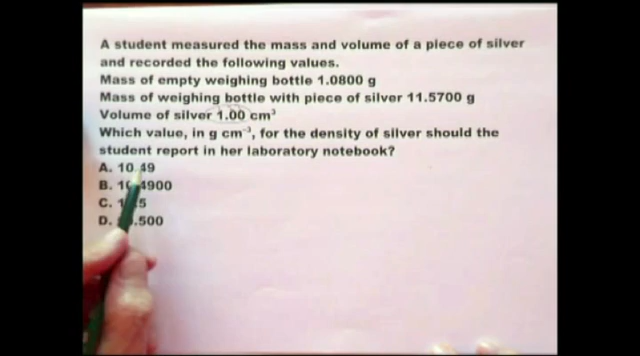 A student measured the mass and volume of a piece of silver
and recorded the following values.
Mass of empty weighing bottle 1.0800 g
Mass of weighing bottle with piece of silver 11.5700 g
Volume of silver 1.00 cm³
Which value, in g cm⁻³, for the density of silver should the
student report in her laboratory notebook?
A. 10.49
B.
C.
D.